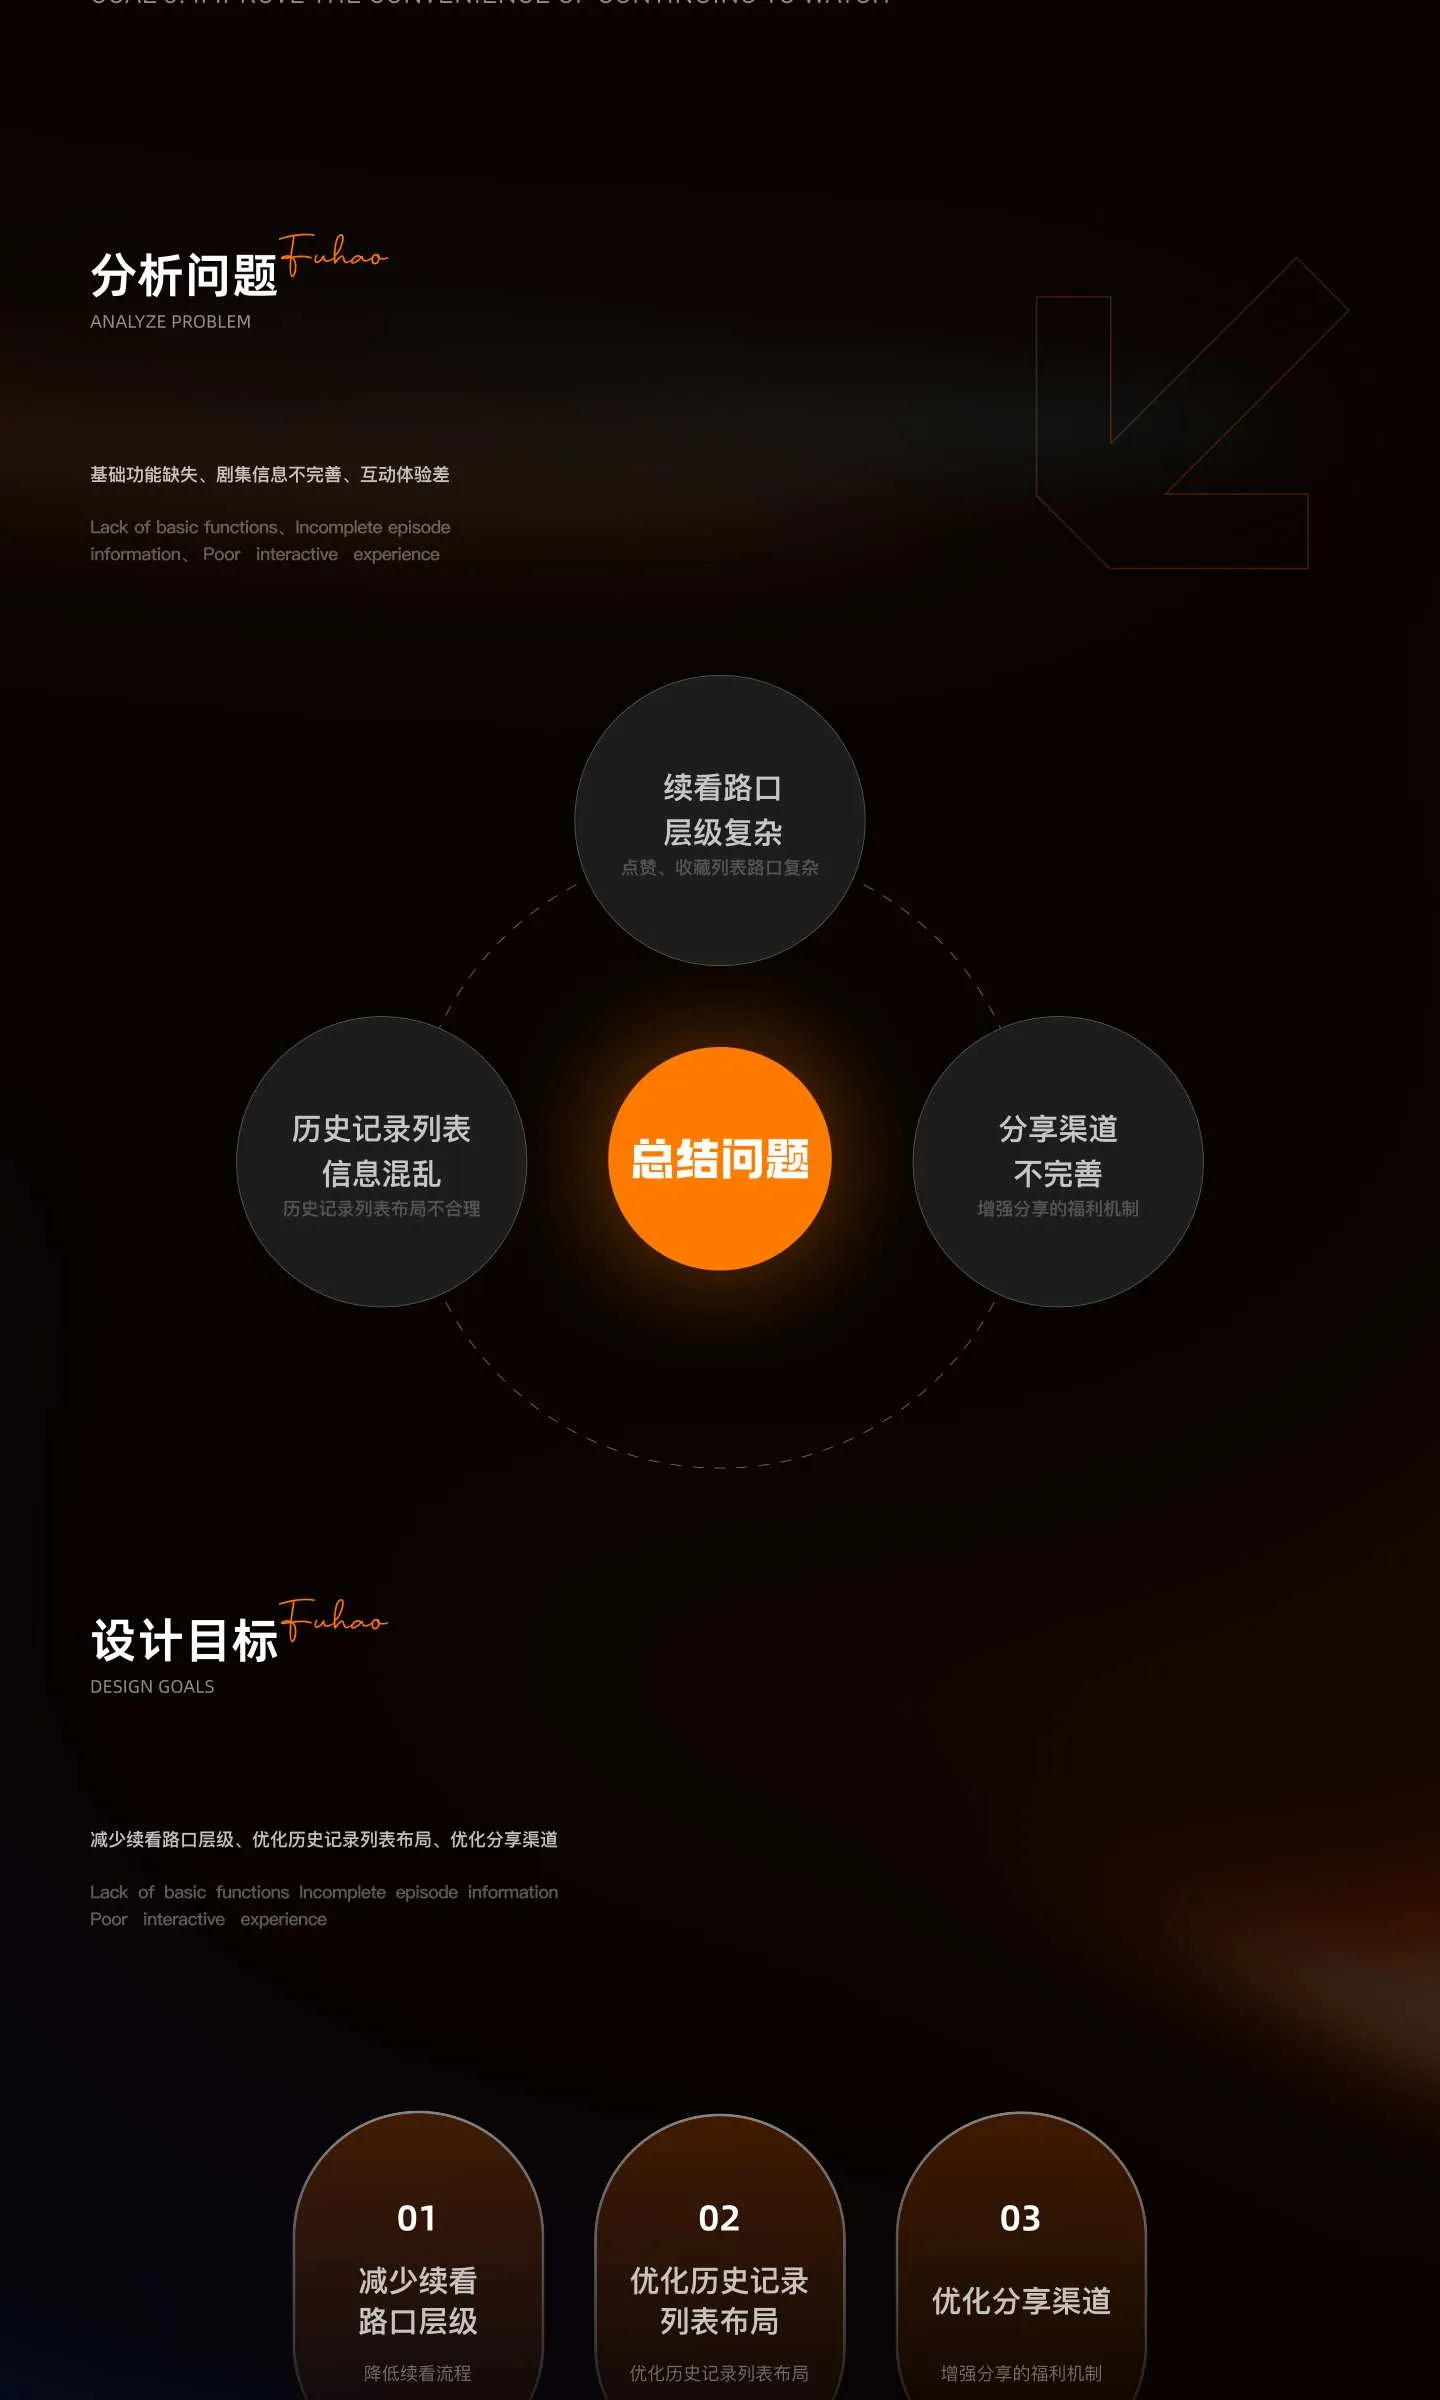 GOAL 3: IMPROVE THE CONVENIENCE OF CONTINUING TO WATCH
分析问题
Fuhao
ANALYZE PROBLEM
基础功能缺失、剧集信息不完善、互动体验差
Lack of basic functions、Incomplete episode
information、 Poor interactive experience
续看路口
层级复杂
点赞、收藏列表路口复杂
历史记录列表
信息混乱
历史记录列表布局不合理
总结问题
分享渠道
不完善
增强分享的福利机制
设计目标
Fuhao
DESIGN GOALS
减少续看路口层级、优化历史记录列表布局、优化分享渠道
Lack of basic functions Incomplete episode information
Poor interactive experience
01
减少续看
路口层级
降低续看流程
02
优化历史记录
列表布局
优化历史记录列表布局
03
优化分享渠道
增强分享的福利机制